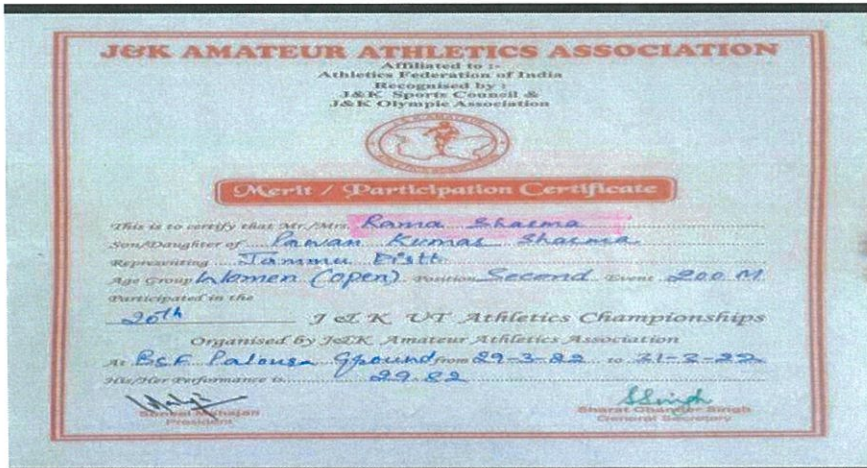 J&K AMATEUR ATHLETICS ASSOCIATION
Affiliated to :-
Athletics Federation of India
Recognised by :
J&K Sports Council &
J&K Olympic Association
Merit / Participation Certificate
This is to certify that Mr./Mrs. Rama Sharma
Son/Daughter of Pawan Kumar Sharma
Representing Jammu Distt.
Age Group Women (open) Position Second Event 200 M
Participated in the
26th J & K UT Athletics Championships
Organised by J&K Amateur Athletics Association
At BSF Paloura Ground from 29-3-22 to 31-3-22
His/Her Performance is 29.82
Mahajan
President
SSingh
Sharat Chander Singh
General Secretary